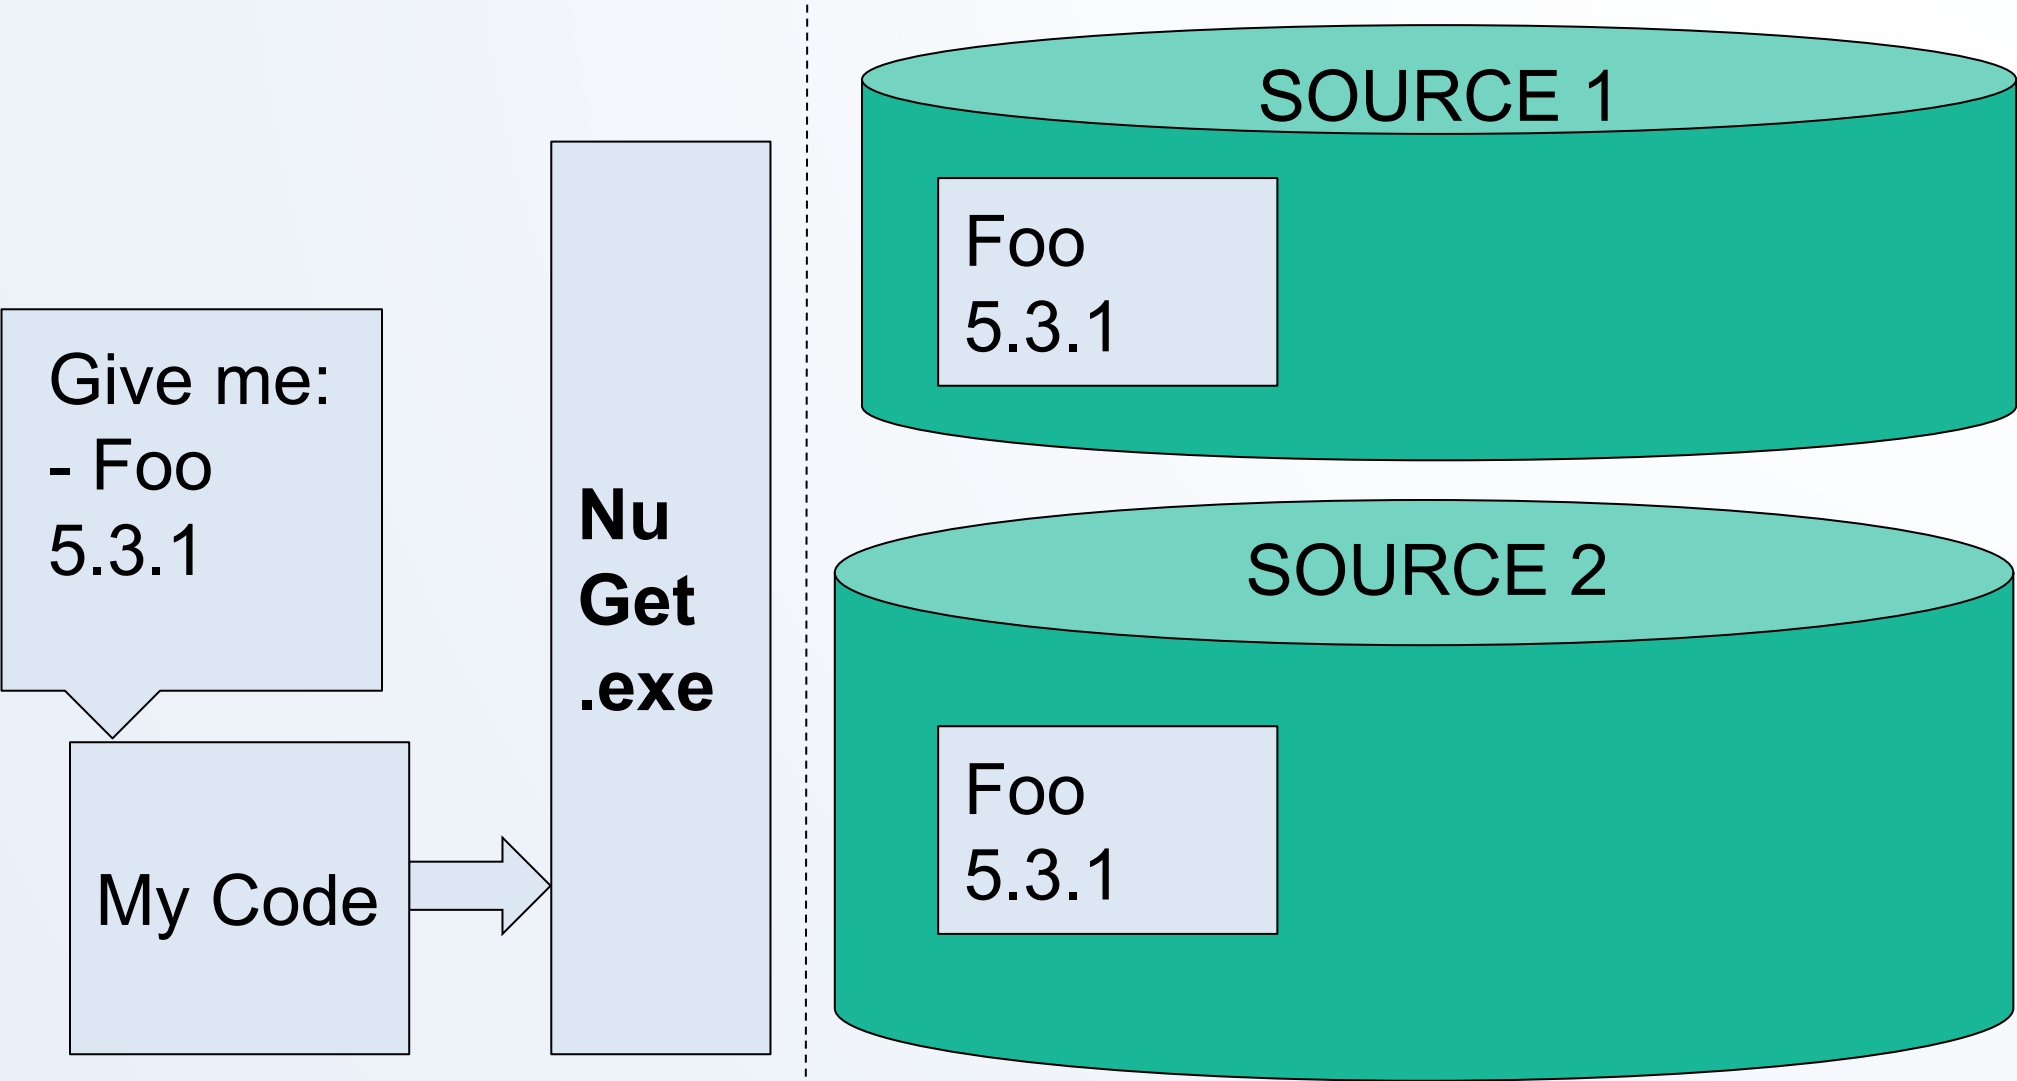 Give me:
- Foo
5.3.1
My Code
Nu
Get
.exe
SOURCE 1
Foo
5.3.1
SOURCE 2
Foo
5.3.1